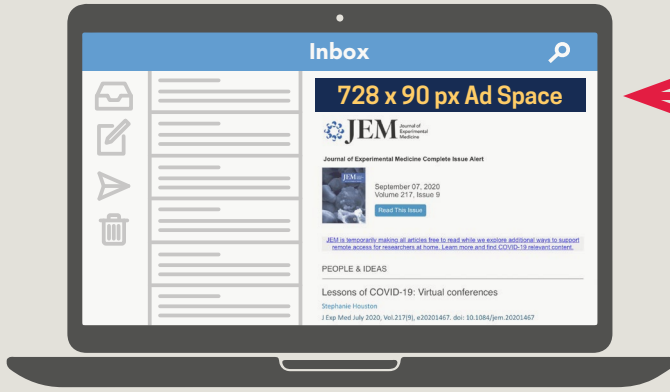 Inbox
728 x 90 px Ad Space
JEM Journal of
Experimental
Medicine
Journal of Experimental Medicine Complete Issue Alert
JEM
September 07, 2020
Volume 217, Issue 9
Read This Issue
JEM is temporarily making all articles free to read while we explore additional ways to support
remote access for researchers at home. Learn more and find COVID-19 relevant content.
PEOPLE & IDEAS
Lessons of COVID-19: Virtual conferences
Stephanie Houston
J Exp Med July 2020, Vol.217(9), e20201467. doi: 10.1084/jem.20201467